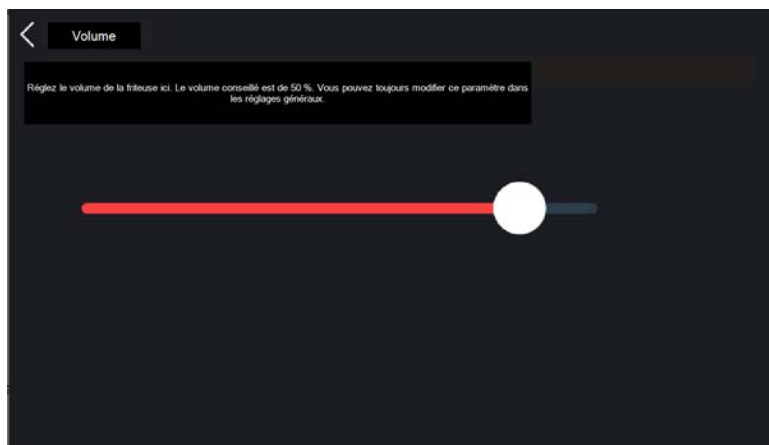 Volume
Réglez le volume de la friteuse ici. Le volume conseillé est de 50 %. Vous pouvez toujours modifier ce paramètre dans
les réglages généraux.